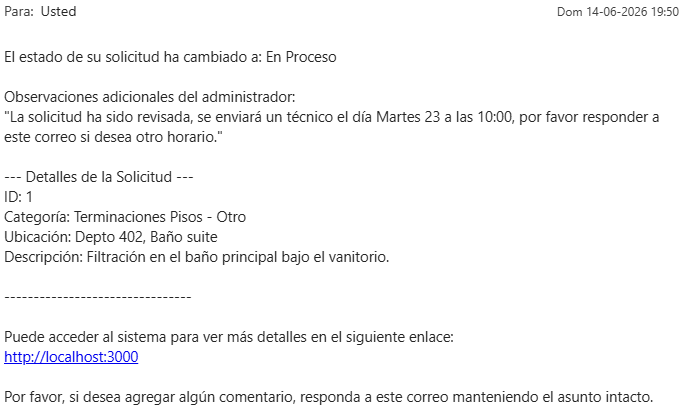 Para: Usted
Dom 14-06-2026 19:50
El estado de su solicitud ha cambiado a: En Proceso
Observaciones adicionales del administrador:
"La solicitud ha sido revisada, se enviará un técnico el día Martes 23 a las 10:00, por favor responder a
este correo si desea otro horario."
--- Detalles de la Solicitud ---
ID: 1
Categoría: Terminaciones Pisos - Otro
Ubicación: Depto 402, Baño suite
Descripción: Filtración en el baño principal bajo el vanitorio.
--------------------------------
Puede acceder al sistema para ver más detalles en el siguiente enlace:
http://localhost:3000
Por favor, si desea agregar algún comentario, responda a este correo manteniendo el asunto intacto.